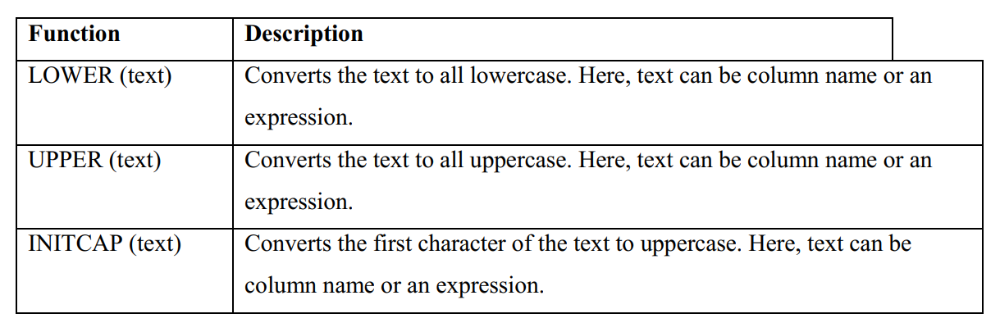 Function Description
LOWER (text) Converts the text to all lowercase. Here, text can be column name or an
expression.
UPPER (text) Converts the text to all uppercase. Here, text can be column name or an
expression.
INITCAP (text) Converts the first character of the text to uppercase. Here, text can be
column name or an expression.